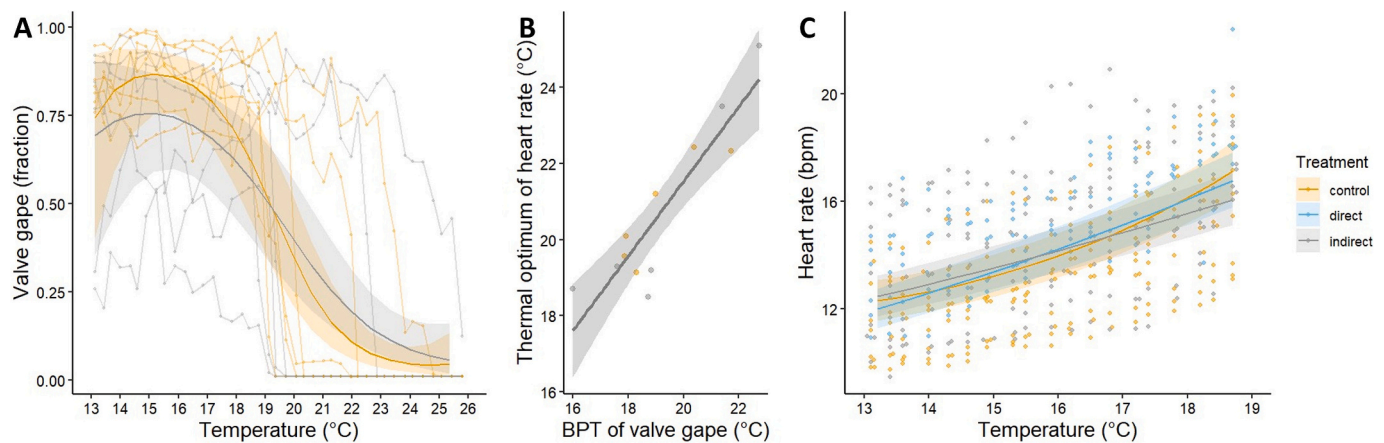 A
Valve gape (fraction)
1.00
0.75
0.50
0.25
0.00
13 14 15 16 17 18 19 20 21 22 23 24 25 26
Temperature (°C)
B
Thermal optimum of heart rate (°C)
24
22
20
18
16
16 18 20 22
BPT of valve gape (°C)
C
Heart rate (bpm)
20
16
12
13 14 15 16 17 18 19
Temperature (°C)
Treatment
control
direct
indirect